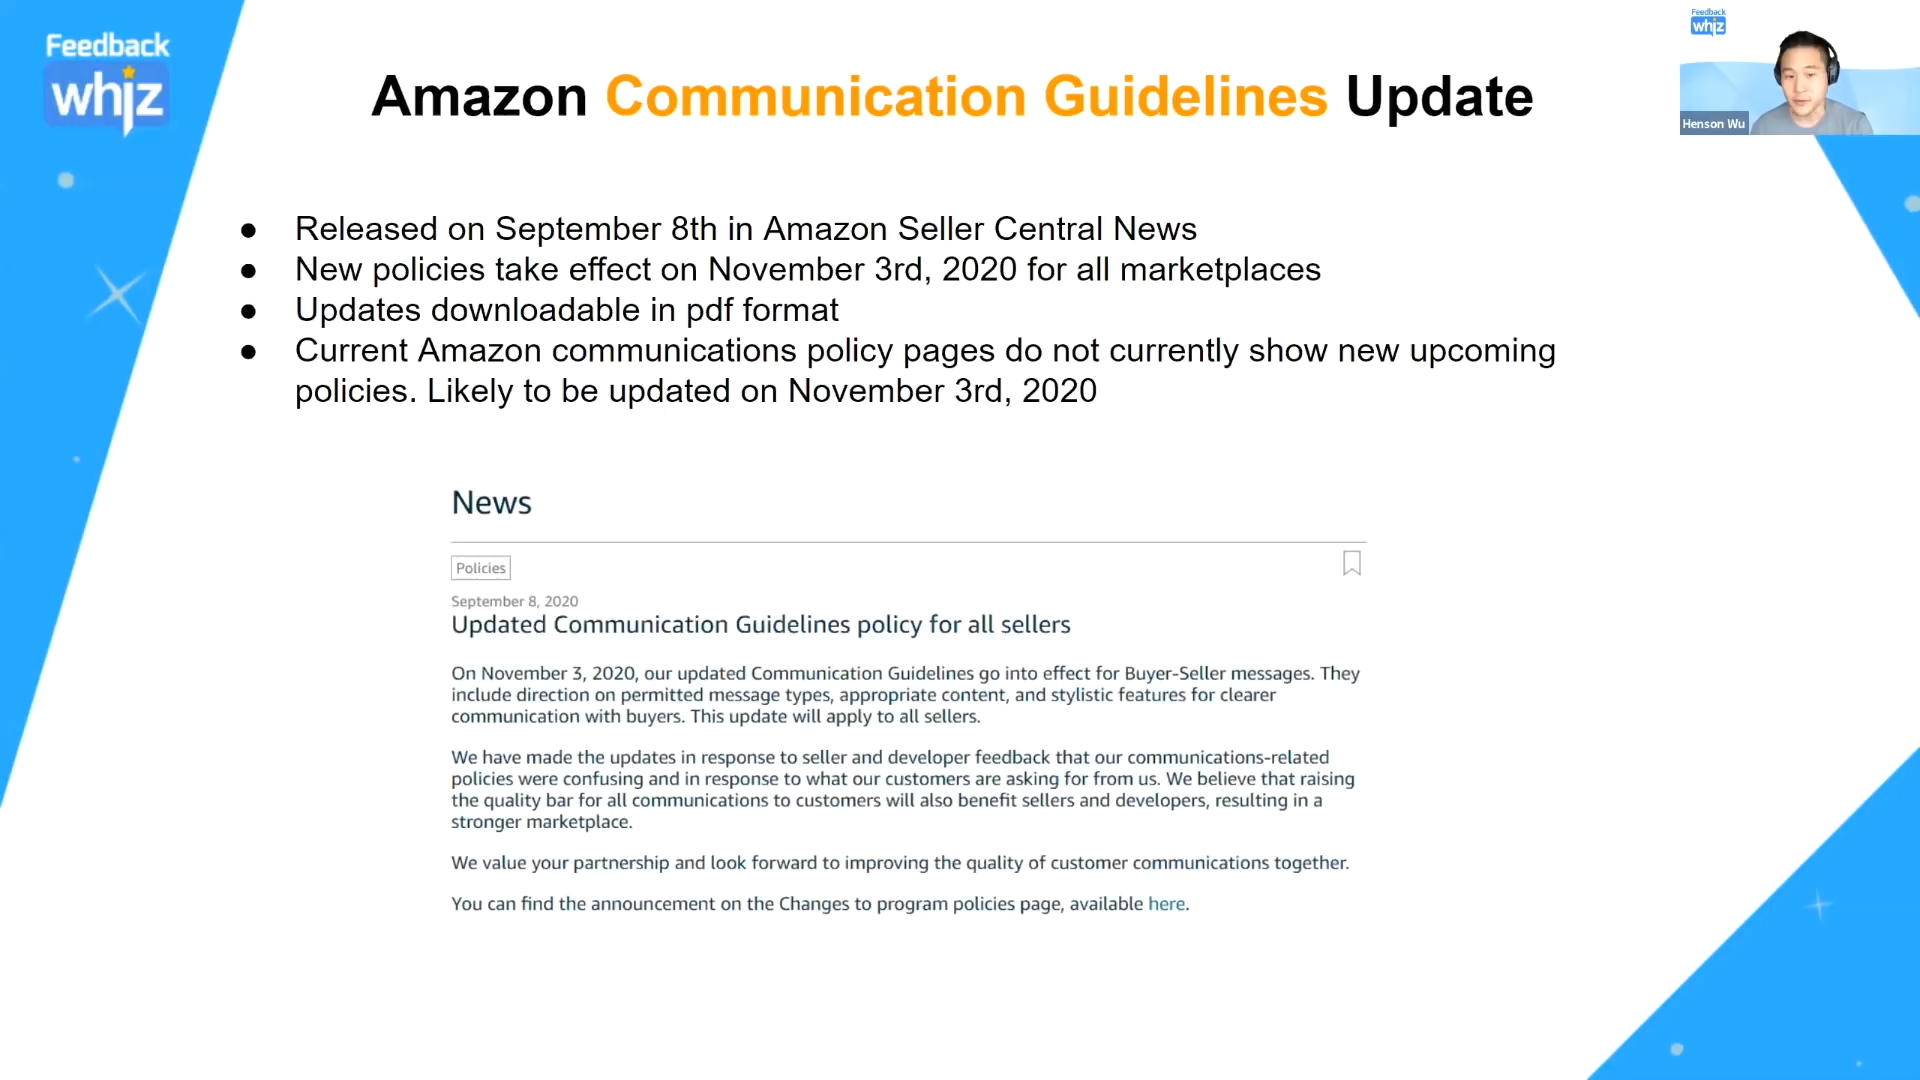 Feedback
whiz
Amazon Communication Guidelines Update
Feedback
whiz
Henson Wu
● Released on September 8th in Amazon Seller Central News
● New policies take effect on November 3rd, 2020 for all marketplaces
● Updates downloadable in pdf format
● Current Amazon communications policy pages do not currently show new upcoming
policies. Likely to be updated on November 3rd, 2020
News
Policies
September 8, 2020
Updated Communication Guidelines policy for all sellers
On November 3, 2020, our updated Communication Guidelines go into effect for Buyer-Seller messages. They
include direction on permitted message types, appropriate content, and stylistic features for clearer
communication with buyers. This update will apply to all sellers.
We have made the updates in response to seller and developer feedback that our communications-related
policies were confusing and in response to what our customers are asking for from us. We believe that raising
the quality bar for all communications to customers will also benefit sellers and developers, resulting in a
stronger marketplace.
We value your partnership and look forward to improving the quality of customer communications together.
You can find the announcement on the Changes to program policies page, available here.